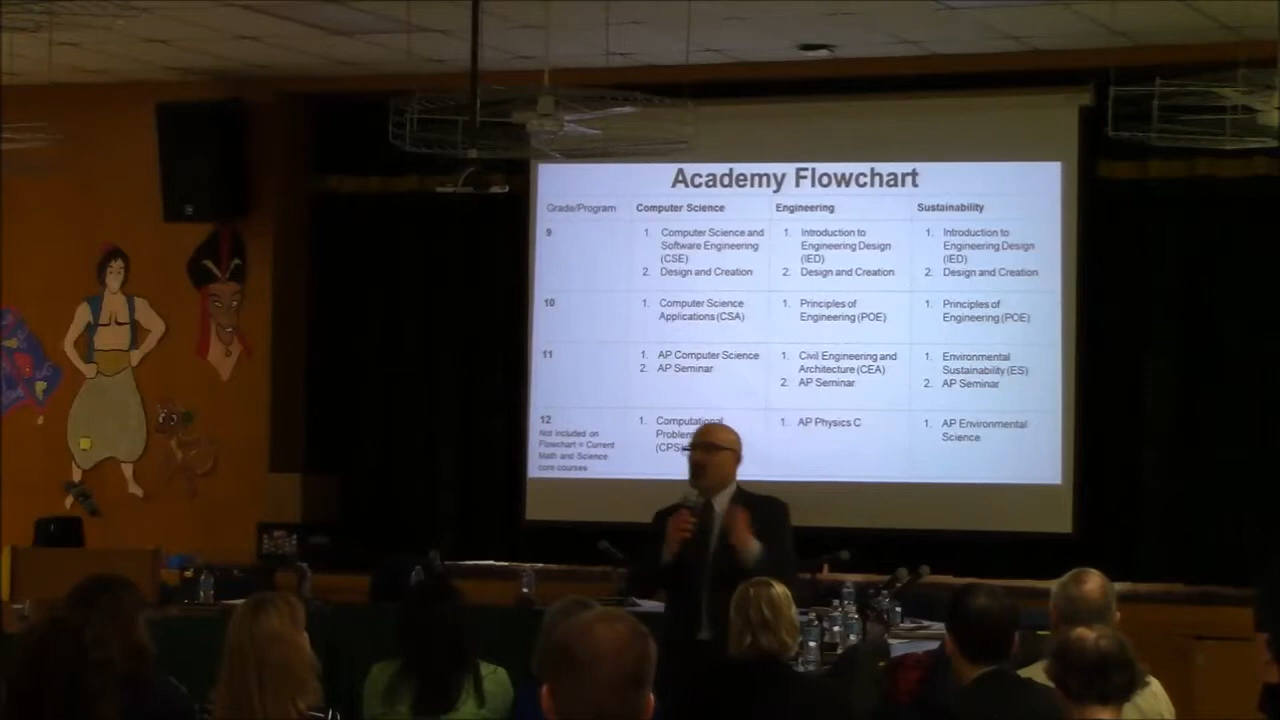 Academy Flowchart
Grade/Program Computer Science Engineering Sustainability
9
1. Computer Science and
Software Engineering
(CSE)
2. Design and Creation
1. Introduction to
Engineering Design
(IED)
2. Design and Creation
1. Introduction to
Engineering Design
(IED)
2. Design and Creation
10
1. Computer Science
Applications (CSA)
1. Principles of
Engineering (POE)
1. Principles of
Engineering (POE)
11
1. AP Computer Science
2. AP Seminar
1. Civil Engineering and
Architecture (CEA)
2. AP Seminar
1. Environmental
Sustainability (ES)
2. AP Seminar
12
Not included on
Flowchart = Current
Math and Science
core courses
1. Computational
Problem
(CPS)
1. AP Physics C
1. AP Environmental
Science